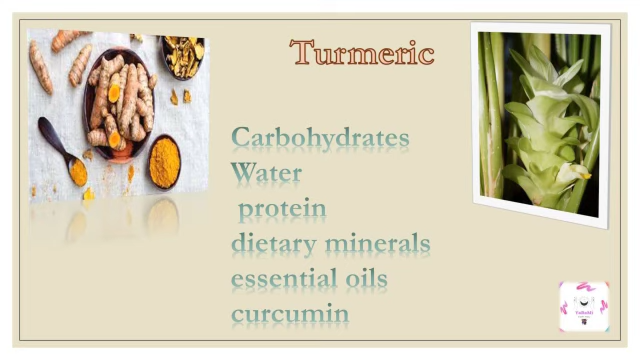 Turmeric
Carbohydrates
Water
protein
dietary minerals
essential oils
curcumin